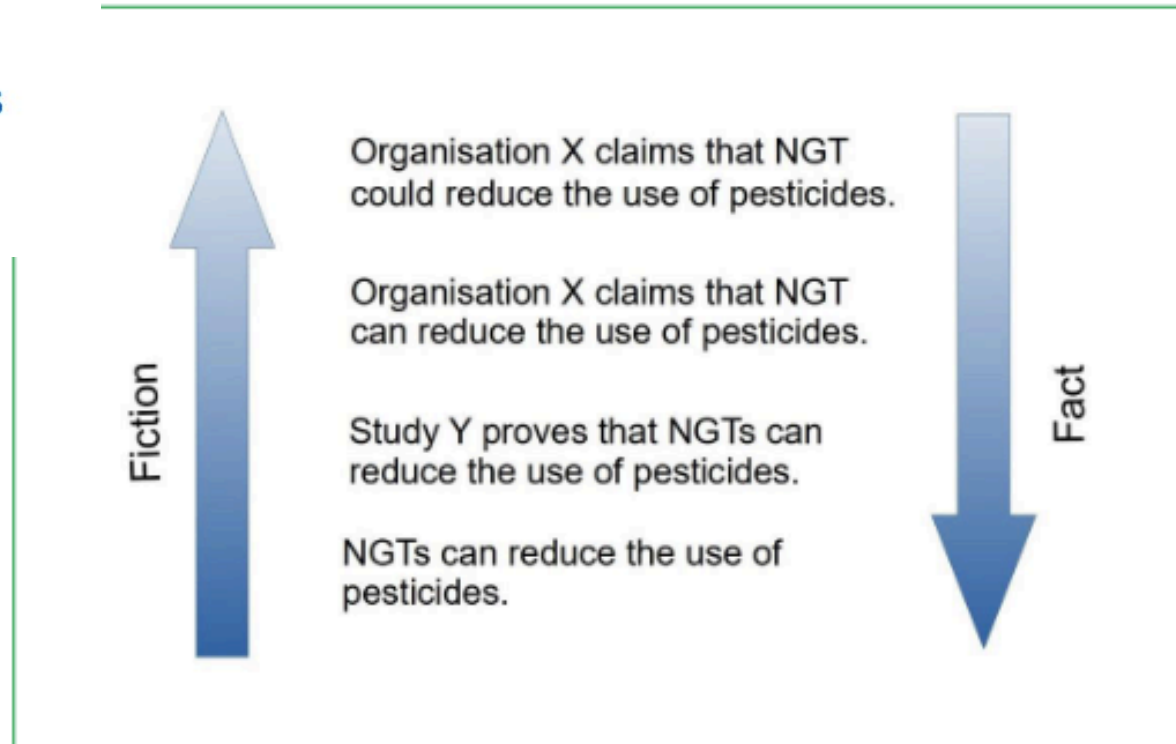 s
Organisation X claims that NGT
could reduce the use of pesticides.
Organisation X claims that NGT
can reduce the use of pesticides.
Fiction
Fact
Study Y proves that NGTs can
reduce the use of pesticides.
NGTs can reduce the use of
pesticides.